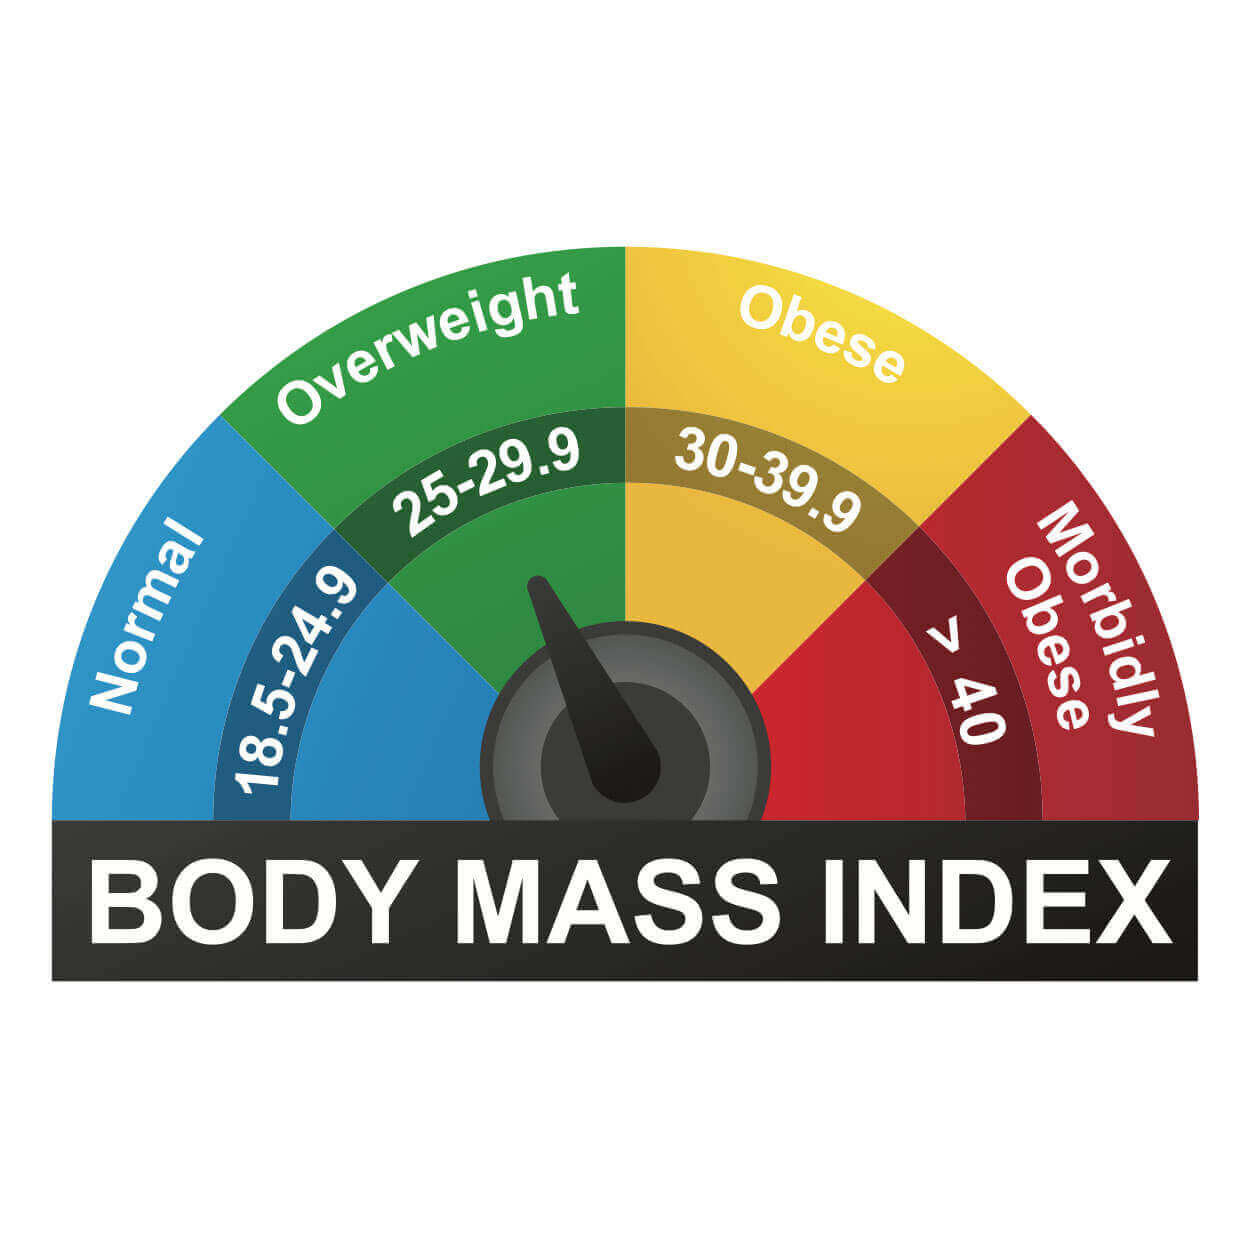 Normal
18.5-24.9
Overweight
25-29.9
Obese
30-39.9
Morbidly
Obese
> 40
BODY MASS INDEX